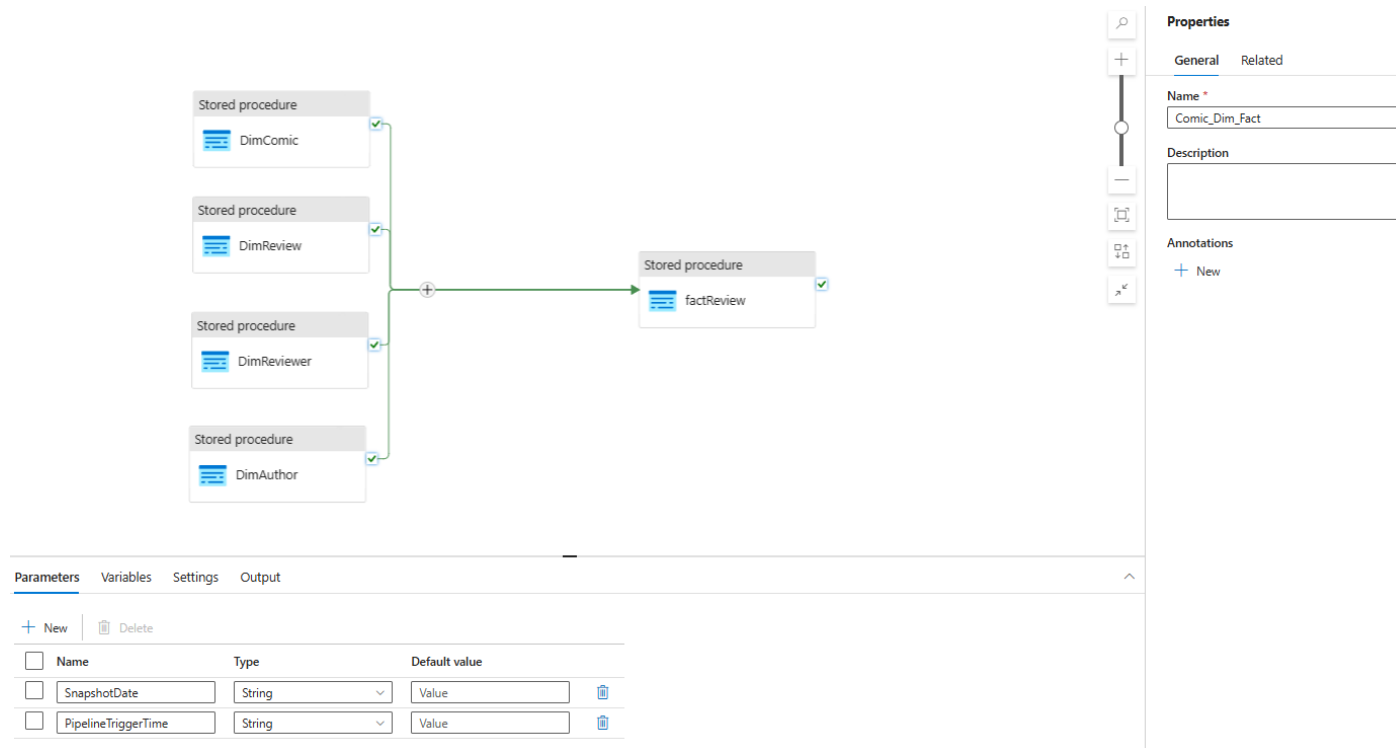 Stored procedure
DimComic
Stored procedure
DimReview
Stored procedure
DimReviewer
Stored procedure
DimAuthor
Stored procedure
factReview
Properties
General Related
Name *
Comic_Dim_Fact
Description
Annotations
+ New
Parameters Variables Settings Output
+ New Delete
Name Type Default value
SnapshotDate String Value
PipelineTriggerTime String Value